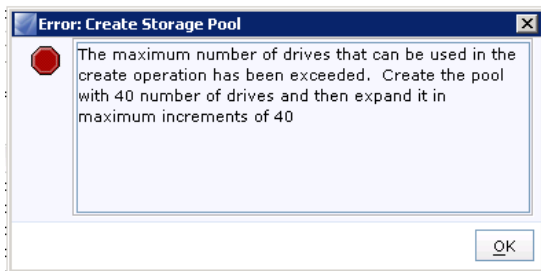 Error: Create Storage Pool
The maximum number of drives that can be used in the
create operation has been exceeded.  Create the pool
with 40 number of drives and then expand it in
maximum increments of 40
OK